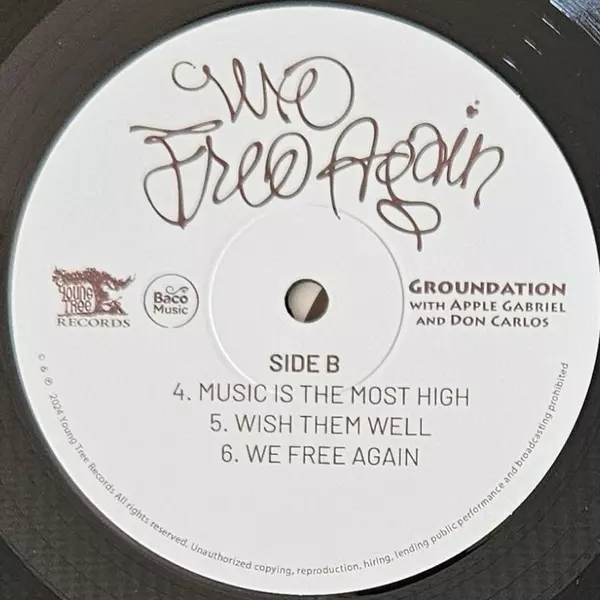 We
Free Again
YOUNG
TREE
RECORDS
Baco
Music
GROUNDATION
WITH APPLE GABRIEL
AND DON CARLOS
SIDE B
4. MUSIC IS THE MOST HIGH
5. WISH THEM WELL
6. WE FREE AGAIN
© & ℗ 2024 Young Tree Records All rights reserved. Unauthorized copying, reproduction, hiring, lending public performance and broadcasting prohibited